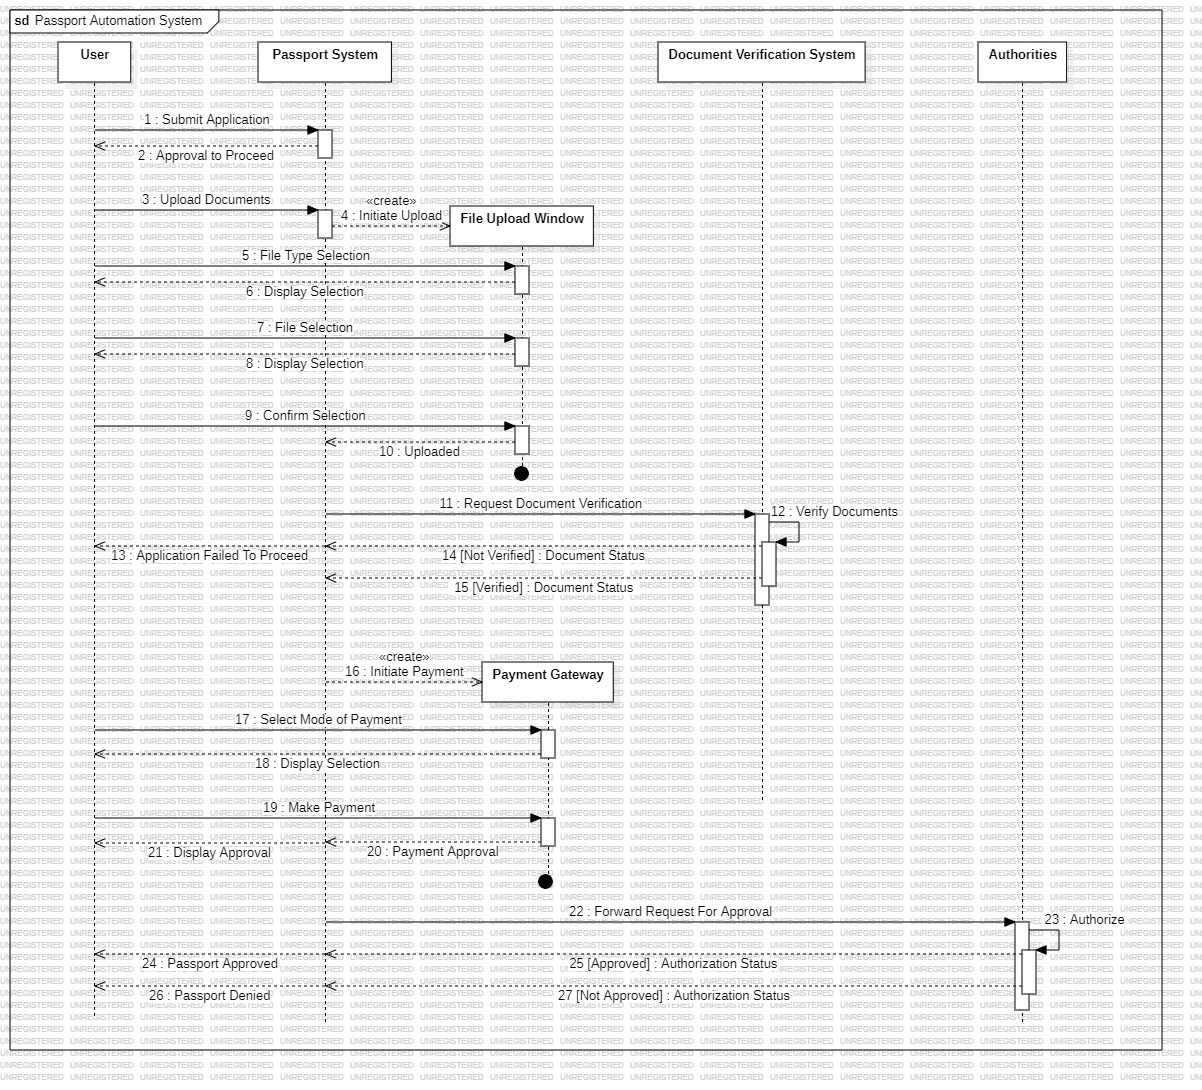 sd Passport Automation System
User
Passport System
Document Verification System
Authorities
1 : Submit Application
2 : Approval to Proceed
3 : Upload Documents
«create»
4 : Initiate Upload
File Upload Window
5 : File Type Selection
6 : Display Selection
7 : File Selection
8 : Display Selection
9 : Confirm Selection
10 : Uploaded
11 : Request Document Verification
12 : Verify Documents
13 : Application Failed To Proceed
14 [Not Verified] : Document Status
15 [Verified] : Document Status
«create»
16 : Initiate Payment
Payment Gateway
17 : Select Mode of Payment
18 : Display Selection
19 : Make Payment
20 : Payment Approval
21 : Display Approval
22 : Forward Request For Approval
23 : Authorize
24 : Passport Approved
25 [Approved] : Authorization Status
26 : Passport Denied
27 [Not Approved] : Authorization Status
UNREGISTERED